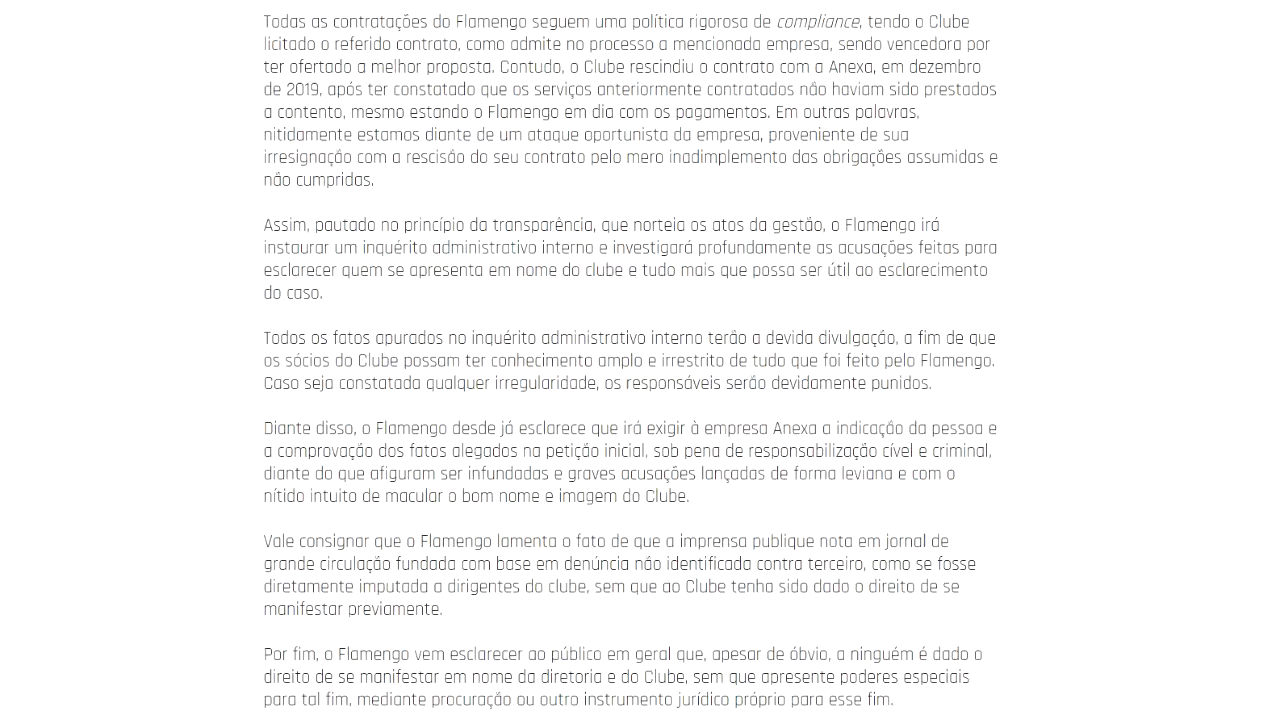 Todas as contratações do Flamengo seguem uma política rigorosa de compliance, tendo o Clube
licitado o referido contrato, como admite no processo a mencionada empresa, sendo vencedora por
ter ofertado a melhor proposta. Contudo, o Clube rescindiu o contrato com a Anexa, em dezembro
de 2019, após ter constatado que os serviços anteriormente contratados não haviam sido prestados
a contento, mesmo estando o Flamengo em dia com os pagamentos. Em outras palavras,
nitidamente estamos diante de um ataque oportunista da empresa, proveniente de sua
irresignação com a rescisão do seu contrato pelo mero inadimplemento das obrigações assumidas e
não cumpridas.
Assim, pautado no princípio da transparência, que norteia os atos da gestão, o Flamengo irá
instaurar um inquérito administrativo interno e investigará profundamente as acusações feitas para
esclarecer quem se apresenta em nome do clube e tudo mais que possa ser útil ao esclarecimento
do caso.
Todos os fatos apurados no inquérito administrativo interno terão a devida divulgação, a fim de que
os sócios do Clube possam ter conhecimento amplo e irrestrito de tudo que foi feito pelo Flamengo.
Caso seja constatada qualquer irregularidade, os responsáveis serão devidamente punidos.
Diante disso, o Flamengo desde já esclarece que irá exigir à empresa Anexa a indicação da pessoa e
a comprovação dos fatos alegados na petição inicial, sob pena de responsabilização cível e criminal,
diante do que afiguram ser infundadas e graves acusações lançadas de forma leviana e com o
nítido intuito de macular o bom nome e imagem do Clube.
Vale consignar que o Flamengo lamenta o fato de que a imprensa publique nota em jornal de
grande circulação fundada com base em denúncia não identificada contra terceiro, como se fosse
diretamente imputada a dirigentes do clube, sem que ao Clube tenha sido dado o direito de se
manifestar previamente.
Por fim, o Flamengo vem esclarecer ao público em geral que, apesar de óbvio, a ninguém é dado o
direito de se manifestar em nome da diretoria e do Clube, sem que apresente poderes especiais
para tal fim, mediante procuração ou outro instrumento jurídico próprio para esse fim.